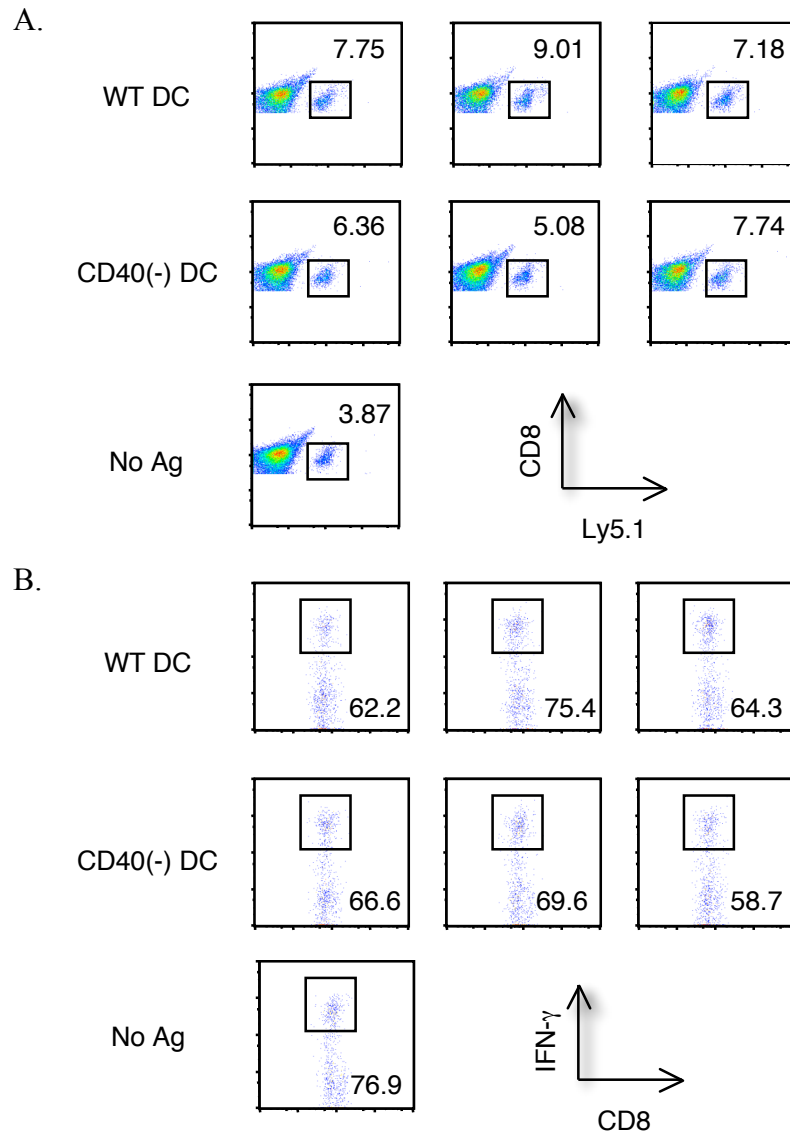 A.
WT DC
7.75
9.01
7.18
CD40(-) DC
6.36
5.08
7.74
No Ag
3.87
CD8
Ly5.1
B.
WT DC
62.2
75.4
64.3
CD40(-) DC
66.6
69.6
58.7
No Ag
76.9
IFN-γ
CD8